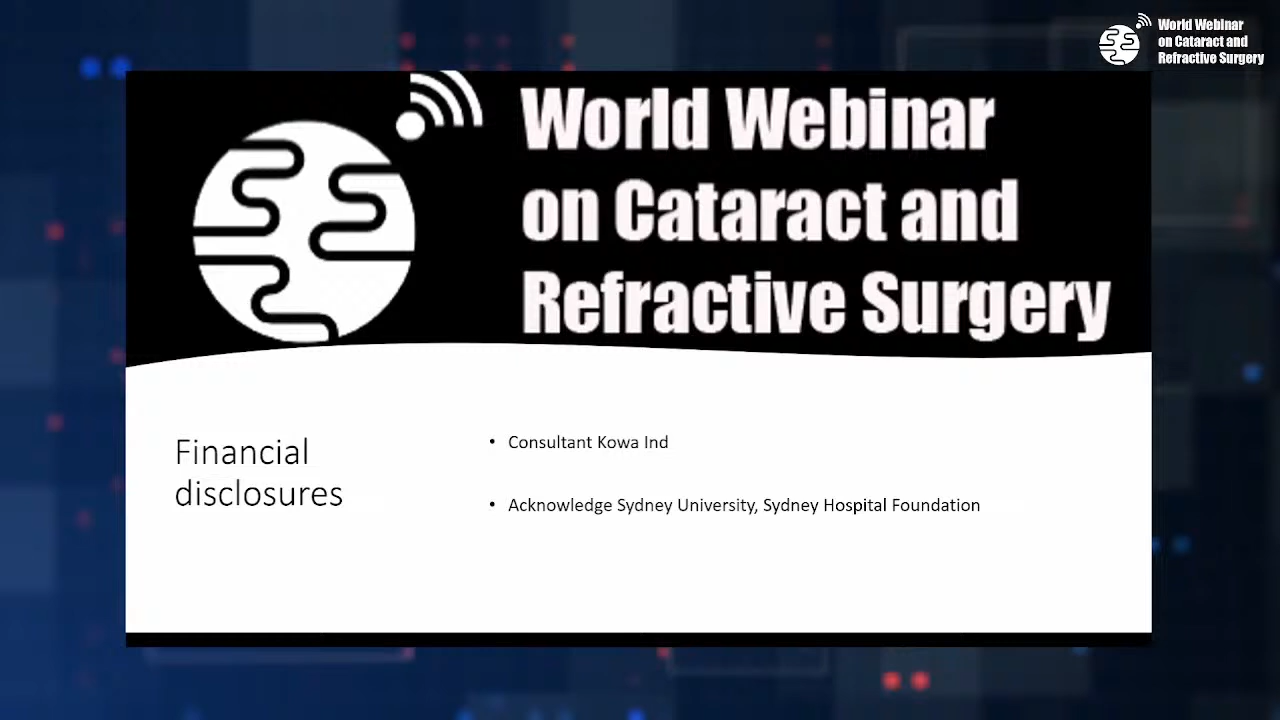 World Webinar
on Cataract and
Refractive Surgery
World Webinar
on Cataract and
Refractive Surgery
Financial
disclosures
• Consultant Kowa Ind
• Acknowledge Sydney University, Sydney Hospital Foundation